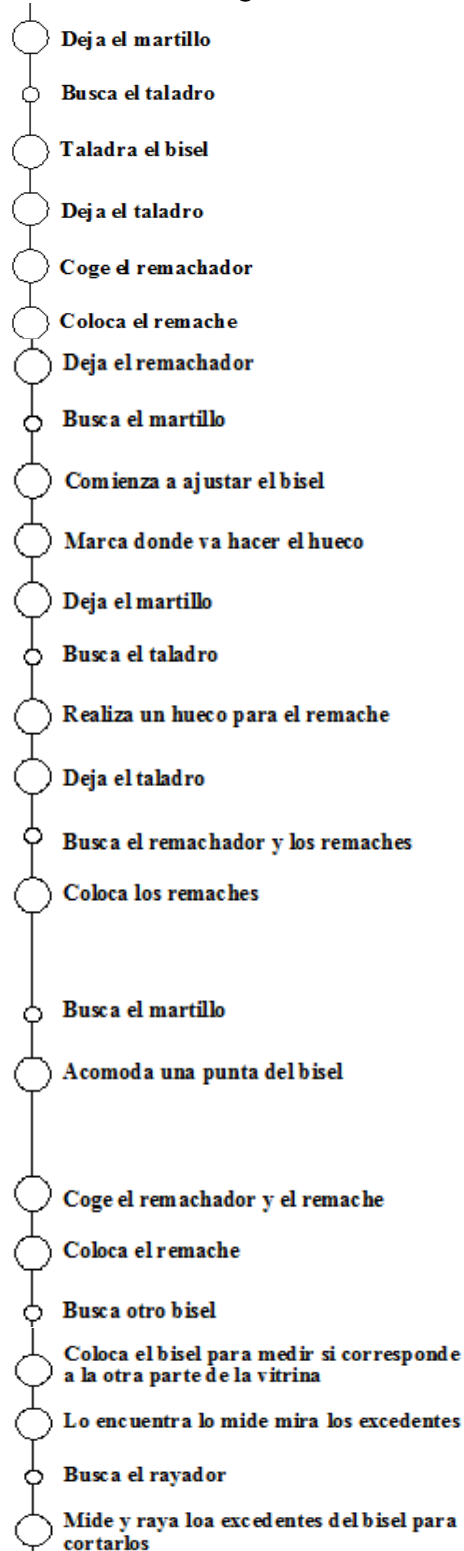 Deja el martillo
Busca el taladro
Taladra el bisel
Deja el taladro
Coge el remachador
Coloca el remache
Deja el remachador
Busca el martillo
Comienza a ajustar el bisel
Marca donde va hacer el hueco
Deja el martillo
Busca el taladro
Realiza un hueco para el remache
Deja el taladro
Busca el remachador y los remaches
Coloca los remaches
Busca el martillo
Acomoda una punta del bisel
Coge el remachador y el remache
Coloca el remache
Busca otro bisel
Coloca el bisel para medir si corresponde
a la otra parte de la vitrina
Lo encuentra lo mide mira los excedentes
Busca el rayador
Mide y raya loa excedentes del bisel para
cortarlos